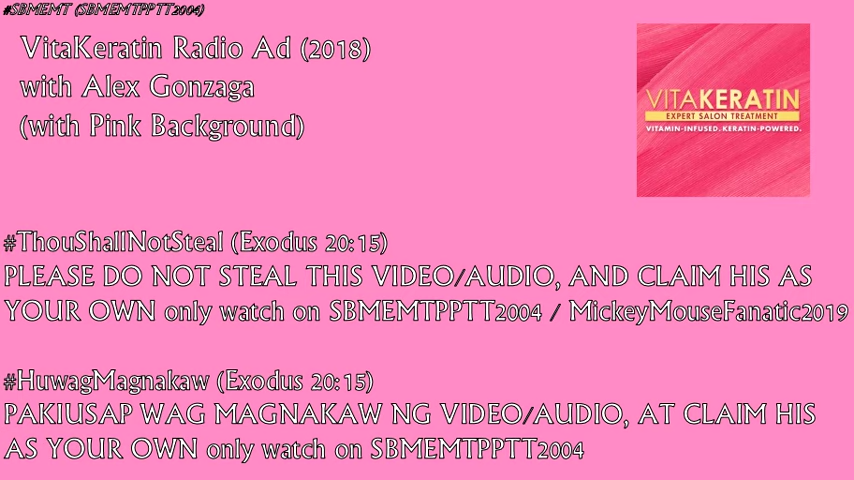 #SBMEMT (SBMEMTPPTT2004)
VitaKeratin Radio Ad (2018)
with Alex Gonzaga
(with Pink Background)
VITAKERATIN
EXPERT SALON TREATMENT
VITAMIN-INFUSED. KERATIN-POWERED.
#ThouShallNotSteal (Exodus 20:15)
PLEASE DO NOT STEAL THIS VIDEO/AUDIO, AND CLAIM HIS AS
YOUR OWN only watch on SBMEMTPPTT2004 / MickeyMouseFanatic2019
#HuwagMagnakaw (Exodus 20:15)
PAKIUSAP WAG MAGNAKAW NG VIDEO/AUDIO, AT CLAIM HIS
AS YOUR OWN only watch on SBMEMTPPTT2004